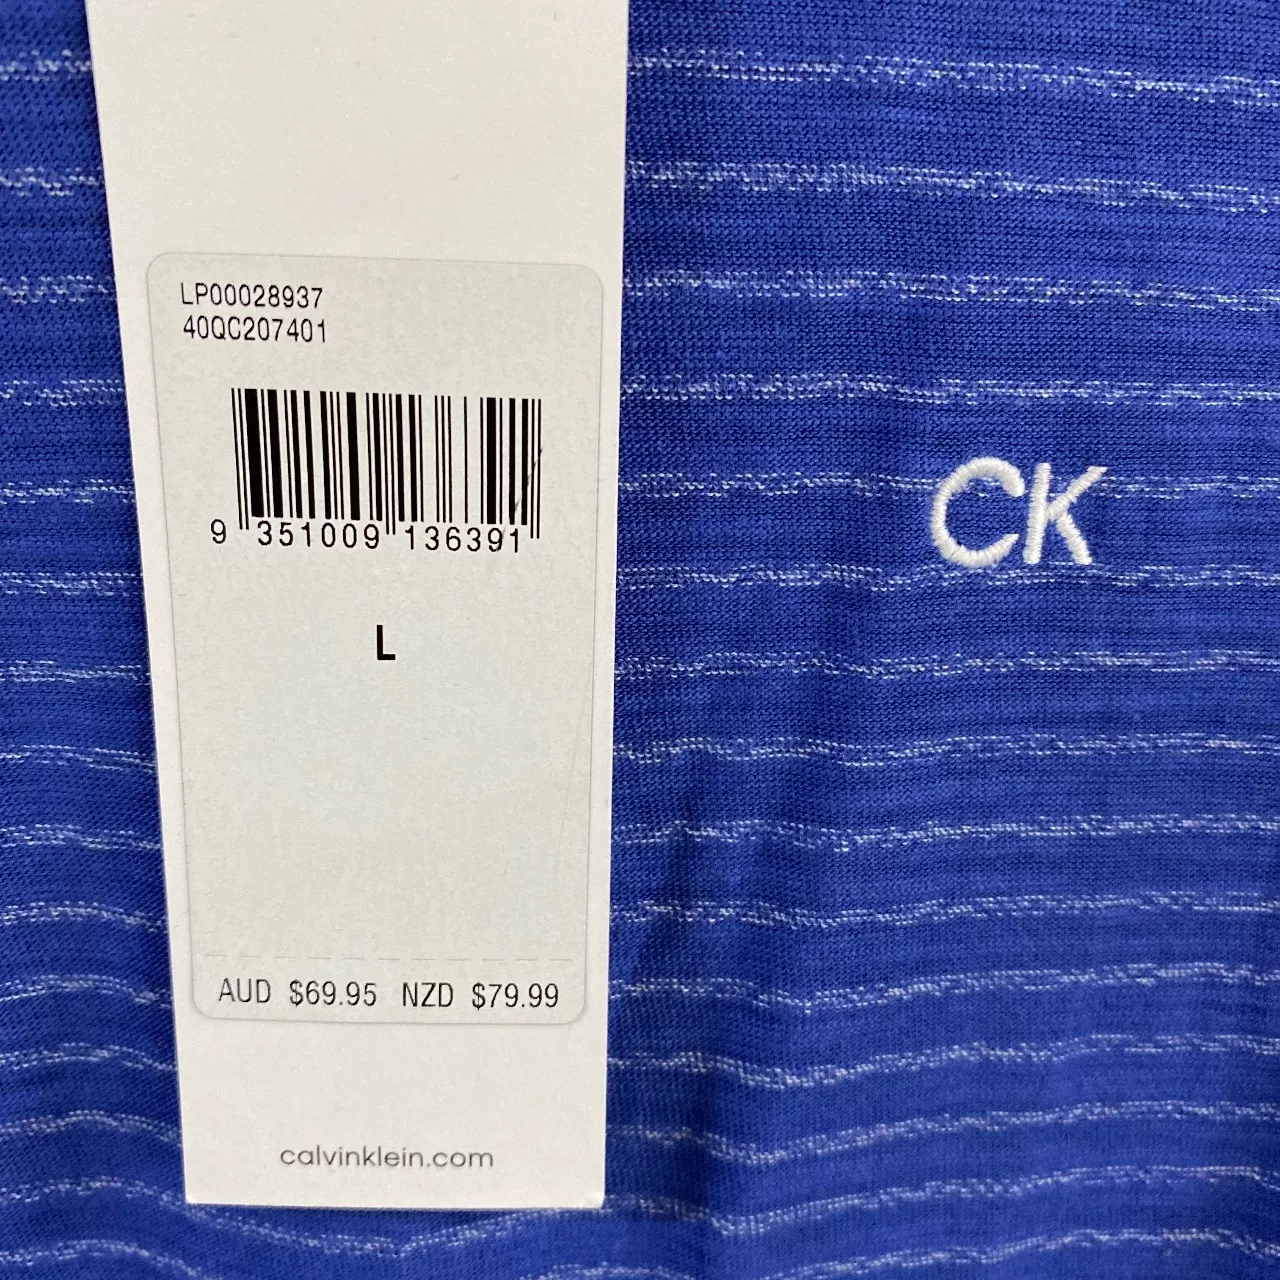 LP00028937
40QC207401
9 351009 136391
L
CK
AUD $69.95 NZD $79.99
calvinklein.com